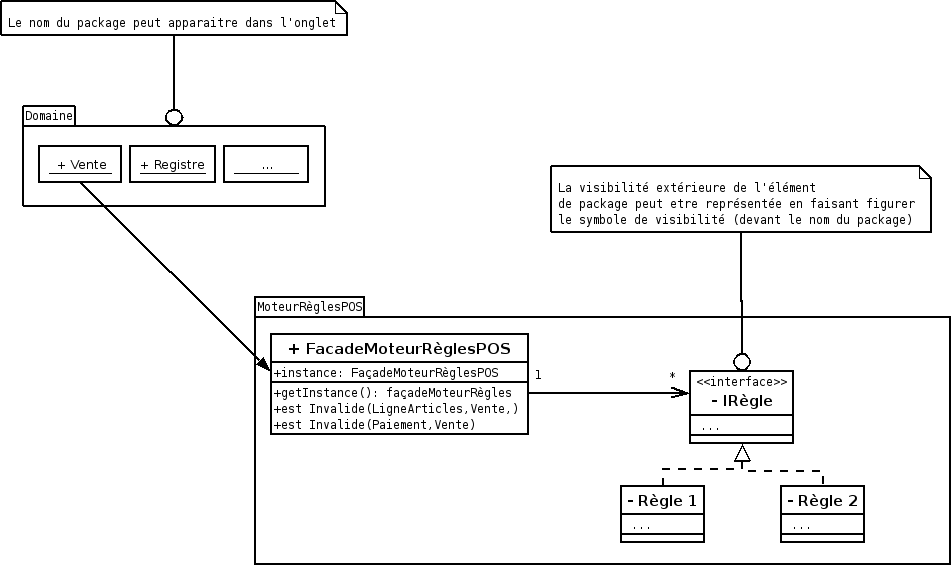 Le nom du package peut apparaitre dans l'onglet
Domaine
+ Vente
+ Registre
...
La visibilité extérieure de l'élément
de package peut etre représentée en faisant figurer
le symbole de visibilité (devant le nom du package)
MoteurRèglesPOS
+ FacadeMoteurRèglesPOS
+instance: FaçadeMoteurRèglesPOS
+getInstance(): façadeMoteurRègles
+est Invalide(LigneArticles,Vente,)
+est Invalide(Paiement,Vente)
1
*
<<interface>>
- IRègle
...
- Règle 1
...
- Règle 2
...